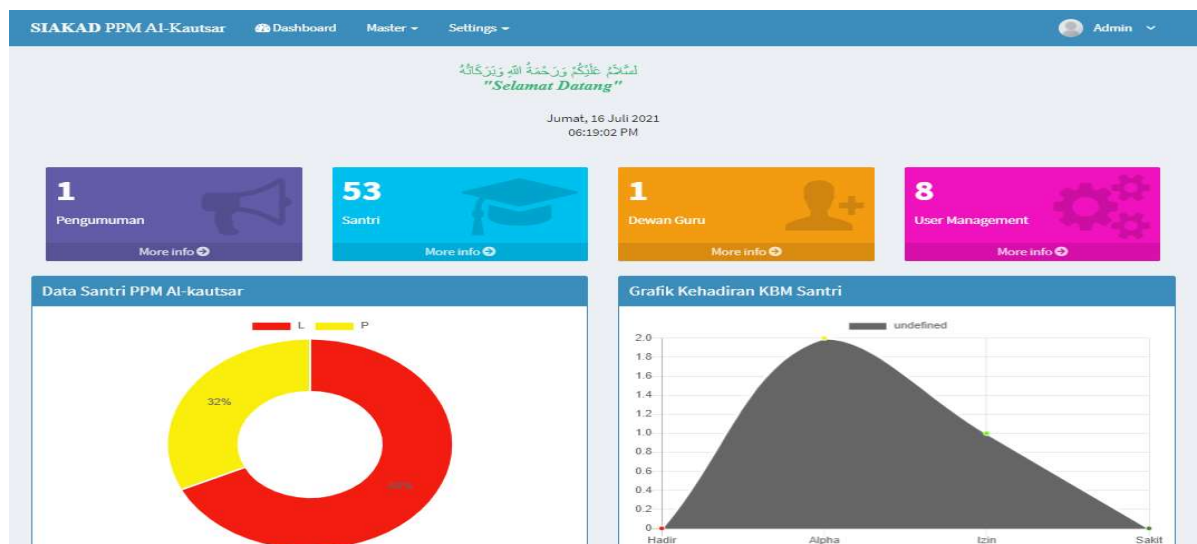 SIAKAD PPM Al-Kautsar Dashboard Master Settings Admin
اَلسَّلَامُ عَلَيْكُمْ وَرَحْمَةُ اللهِ وَبَرَكَاتُهُ
"Selamat Datang"
Jumat, 16 Juli 2021
06:19:02 PM
1
Pengumuman
More info
53
Santri
More info
1
Dewan Guru
More info
8
User Management
More info
Data Santri PPM Al-kautsar
L P
32%
68%
Grafik Kehadiran KBM Santri
undefined
2.0
1.8
1.6
1.4
1.2
1.0
0.8
0.6
0.4
0.2
0
Hadir Alpha Izin Sakit